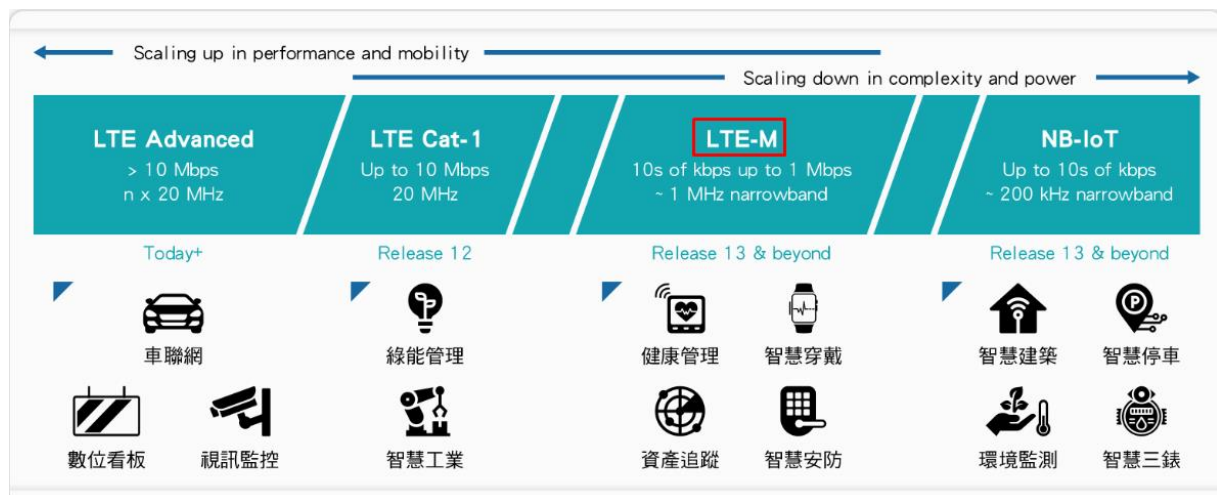 Scaling up in performance and mobility
Scaling down in complexity and power
LTE Advanced
> 10 Mbps
n x 20 MHz
LTE Cat-1
Up to 10 Mbps
20 MHz
LTE-M
10s of kbps up to 1 Mbps
~ 1 MHz narrowband
NB-IoT
Up to 10s of kbps
~ 200 kHz narrowband
Today+
Release 12
Release 13 & beyond
Release 13 & beyond
車聯網
數位看板
視訊監控
綠能管理
智慧工業
健康管理
智慧穿戴
資產追蹤
智慧安防
智慧建築
智慧停車
環境監測
智慧三錶